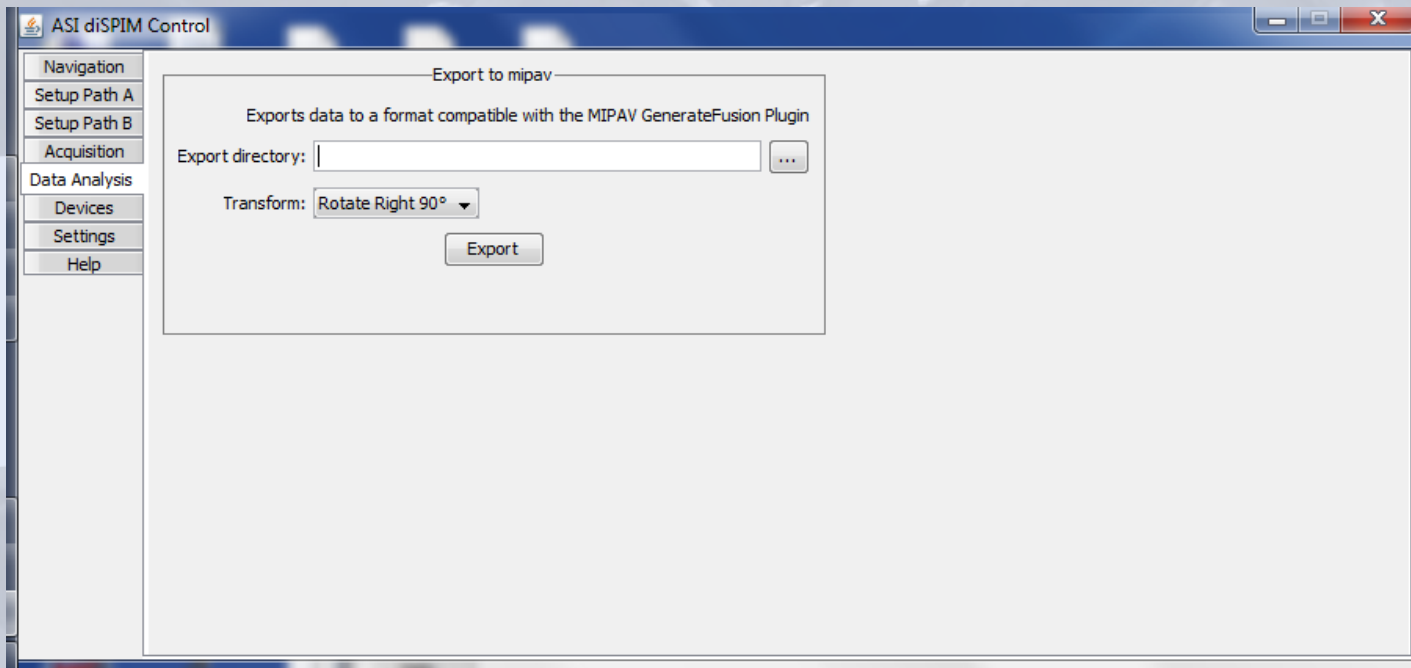 ASI diSPIM Control
Navigation
Setup Path A
Setup Path B
Acquisition
Data Analysis
Devices
Settings
Help
Export to mipav
Exports data to a format compatible with the MIPAV GenerateFusion Plugin
Export directory:
...
Transform: Rotate Right 90°
Export